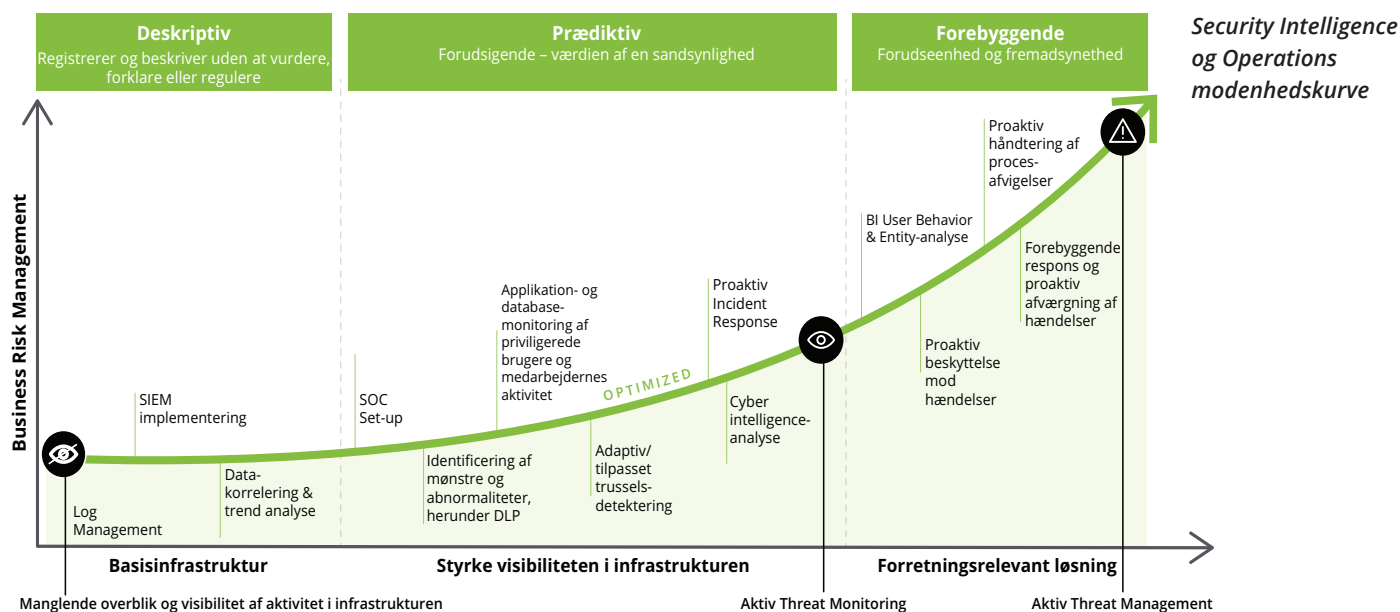 Deskriptiv
Registrerer og beskriver uden at vurdere,
forklare eller regulere
Prædiktiv
Forudsigende – værdien af en sandsynlighed
Forebyggende
Forudseenhed og fremadsynethed
Security Intelligence
og Operations
modenhedskurve
Business Risk Management
Log
Management
SIEM
implementering
Data-
korrelering &
trend analyse
SOC
Set-up
Identificering af
mønstre og
abnormaliteter,
herunder DLP
Applikation- og
database-
monitoring af
priviligerede
brugere og
medarbejdernes
aktivitet
OPTIMIZED
Adaptiv/
tilpasset
trussels-
detektering
Proaktiv
Incident
Response
Cyber
intelligence-
analyse
BI User Behavior
& Entity-analyse
Proaktiv
beskyttelse
mod
hændelser
Proaktiv
håndtering af
proces-
afvigelser
Forebyggende
respons og
proaktiv
afværgning af
hændelser
Basisinfrastruktur
Styrke visibiliteten i infrastrukturen
Forretningsrelevant løsning
Manglende overblik og visibilitet af aktivitet i infrastrukturen
Aktiv Threat Monitoring
Aktiv Threat Management